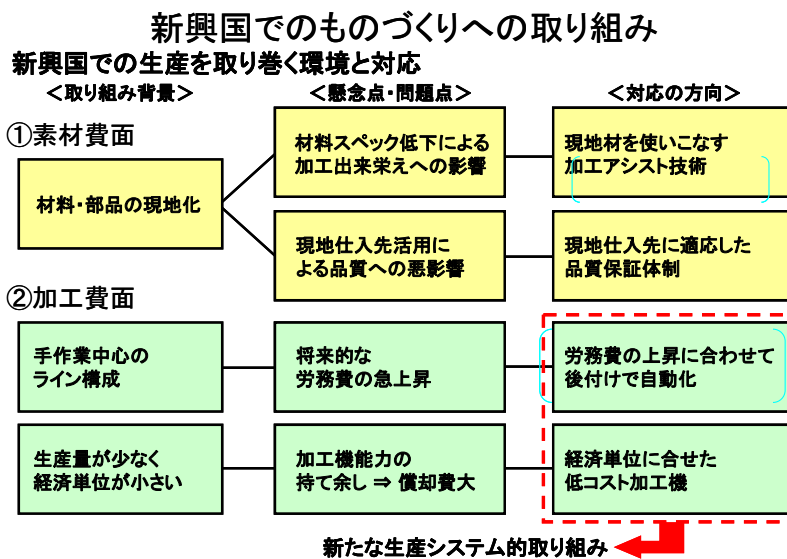 新興国でのものづくりへの取り組み
新興国での生産を取り巻く環境と対応
＜取り組み背景＞
＜懸念点・問題点＞
＜対応の方向＞
①素材費面
材料・部品の現地化
材料スペック低下による
加工出来栄えへの影響
現地材を使いこなす
加工アシスト技術
現地仕入先活用に
よる品質への悪影響
現地仕入先に適応した
品質保証体制
②加工費面
手作業中心の
ライン構成
将来的な
労務費の急上昇
労務費の上昇に合わせて
後付けで自動化
生産量が少なく
経済単位が小さい
加工機能力の
持て余し ⇒ 償却費大
経済単位に合せた
低コスト加工機
新たな生産システム的取り組み